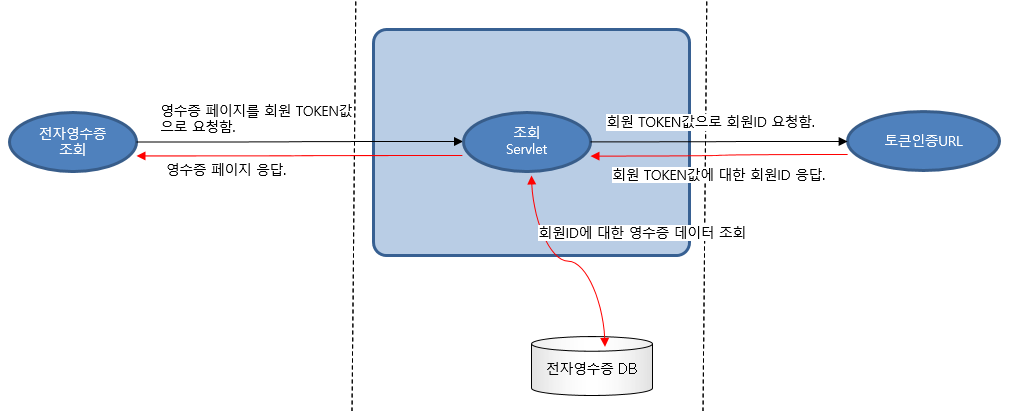 영수증 페이지를 회원 TOKEN값
으로 요청함.
전자영수증
조회
영수증 페이지 응답.
조회
Servlet
회원 TOKEN값으로 회원ID 요청함.
토큰인증URL
회원 TOKEN값에 대한 회원ID 응답.
회원ID에 대한 영수증 데이터 조회
전자영수증 DB